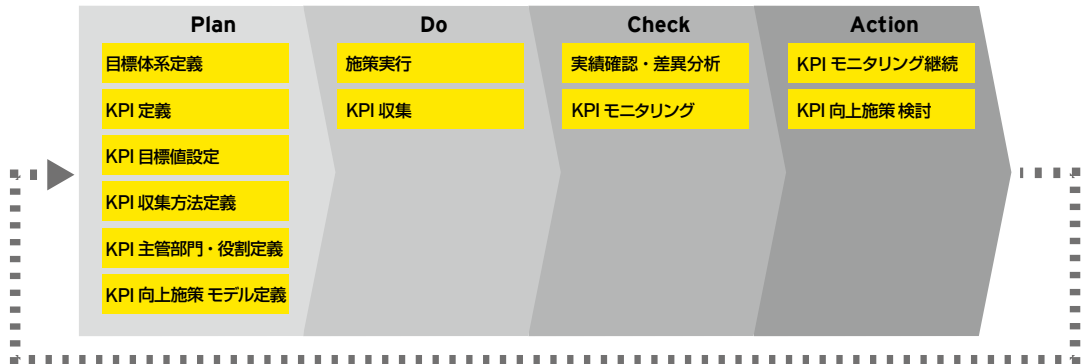 Plan
目標体系定義
KPI 定義
KPI 目標値設定
KPI 収集方法定義
KPI 主管部門・役割定義
KPI 向上施策 モデル定義
Do
施策実行
KPI 収集
Check
実績確認・差異分析
KPI モニタリング
Action
KPI モニタリング継続
KPI 向上施策 検討